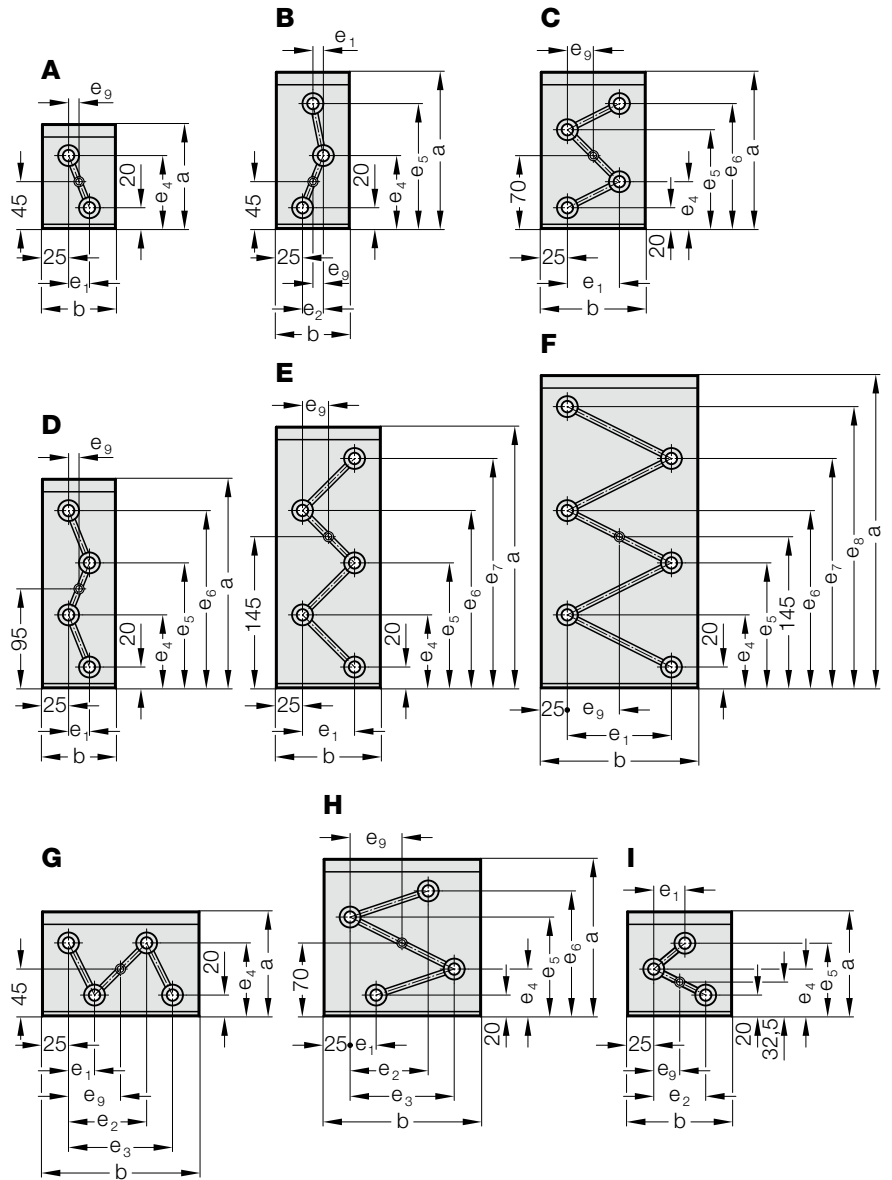 A
e₉
45
20
e₄
a
25
e₁
b
B
e₁
45
20
e₄
e₅
a
25
e₉
e₂
b
C
e₉
70
e₄
e₅
e₆
a
20
25
e₁
b
D
e₉
95
20
e₄
e₅
e₆
a
25
e₁
b
E
e₉
145
20
e₄
e₅
e₆
e₇
a
25
e₁
b
F
20
e₄
e₅
145
e₆
e₇
e₈
a
25
e₉
e₁
b
G
45
20
e₄
a
25
e₁
e₉
e₂
e₃
b
H
e₉
70
e₄
e₅
e₆
a
20
25
e₁
e₂
e₃
b
I
e₁
e₄
e₅
a
20
32,5
25
e₉
e₂
b